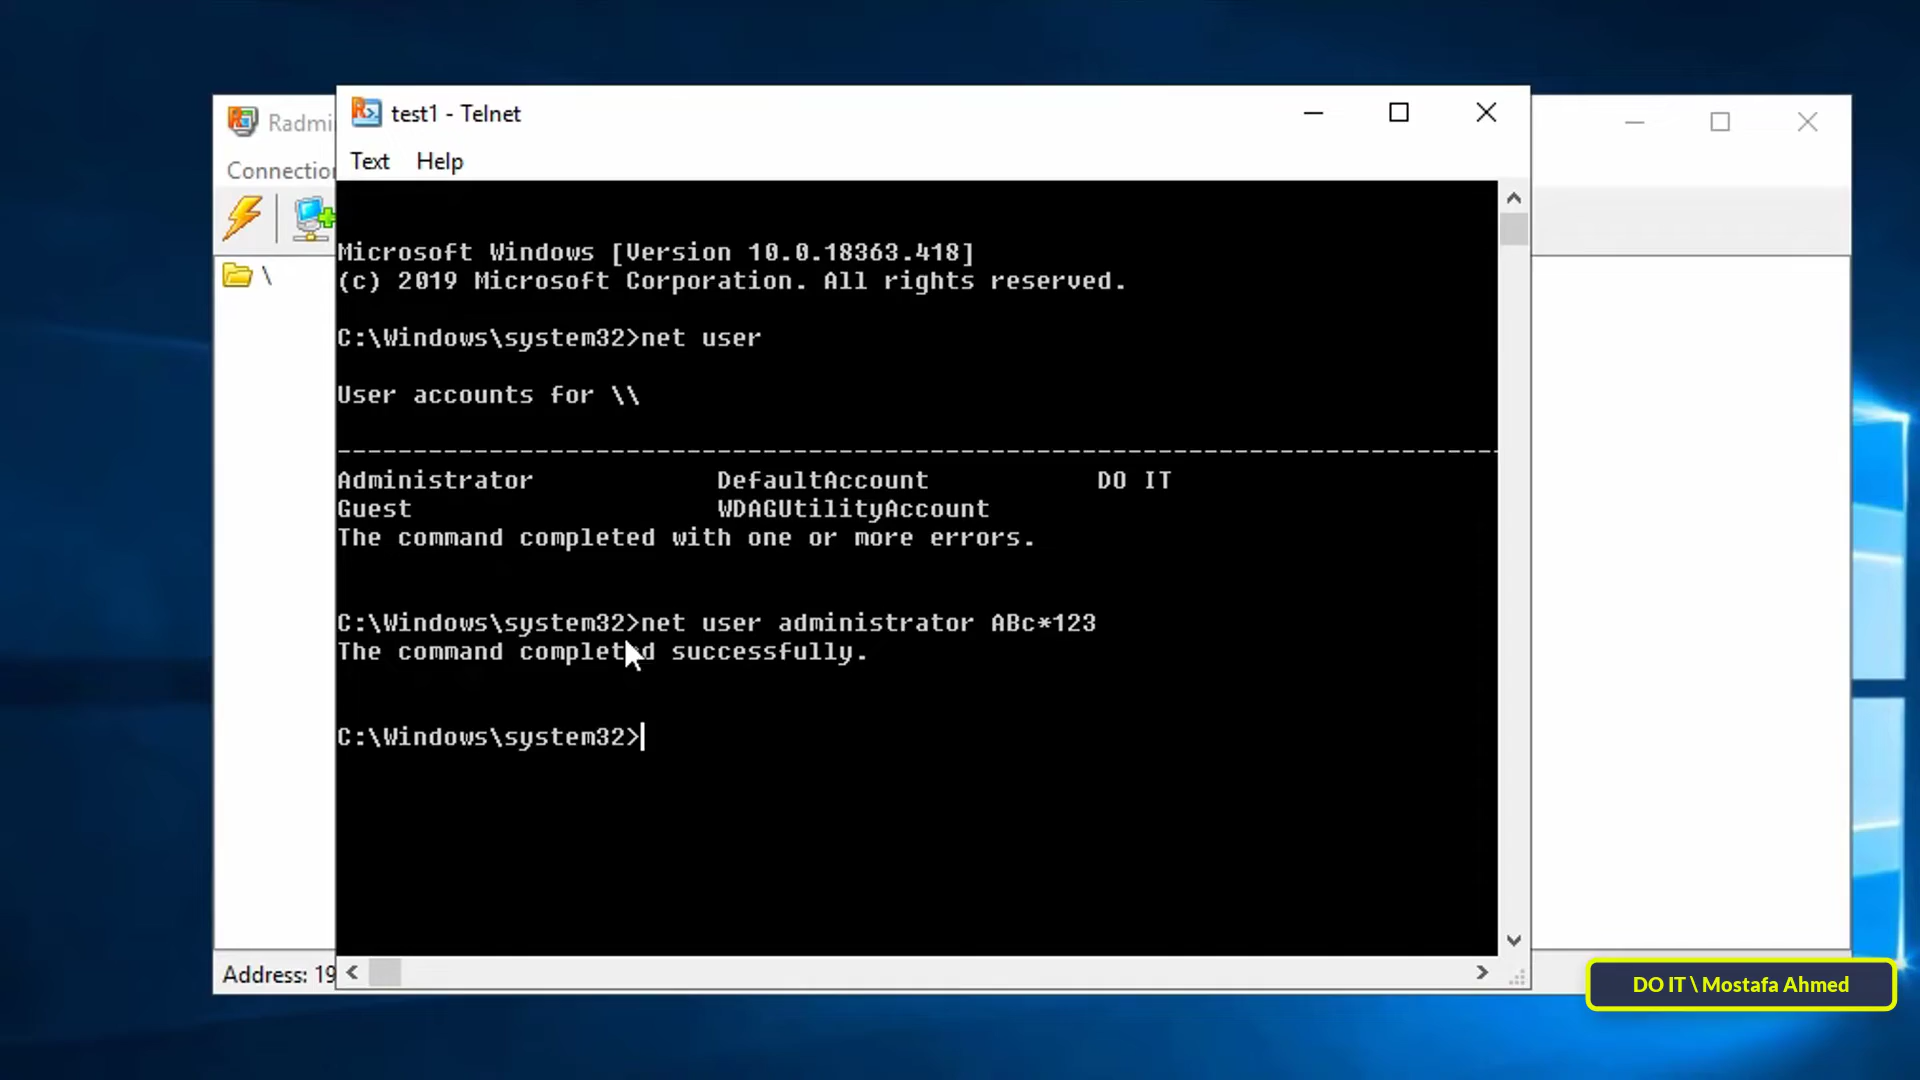 Radmi
test1 - Telnet
Connection
Text Help
\
Microsoft Windows [Version 10.0.18363.418]
(c) 2019 Microsoft Corporation. All rights reserved.
C:\Windows\system32>net user
User accounts for \\
-------------------------------------------------------------------------------
Administrator DefaultAccount DO IT
Guest WDAGUtilityAccount
The command completed with one or more errors.
C:\Windows\system32>net user administrator ABc*123
The command completed successfully.
C:\Windows\system32>
Address: 19
DO IT \ Mostafa Ahmed